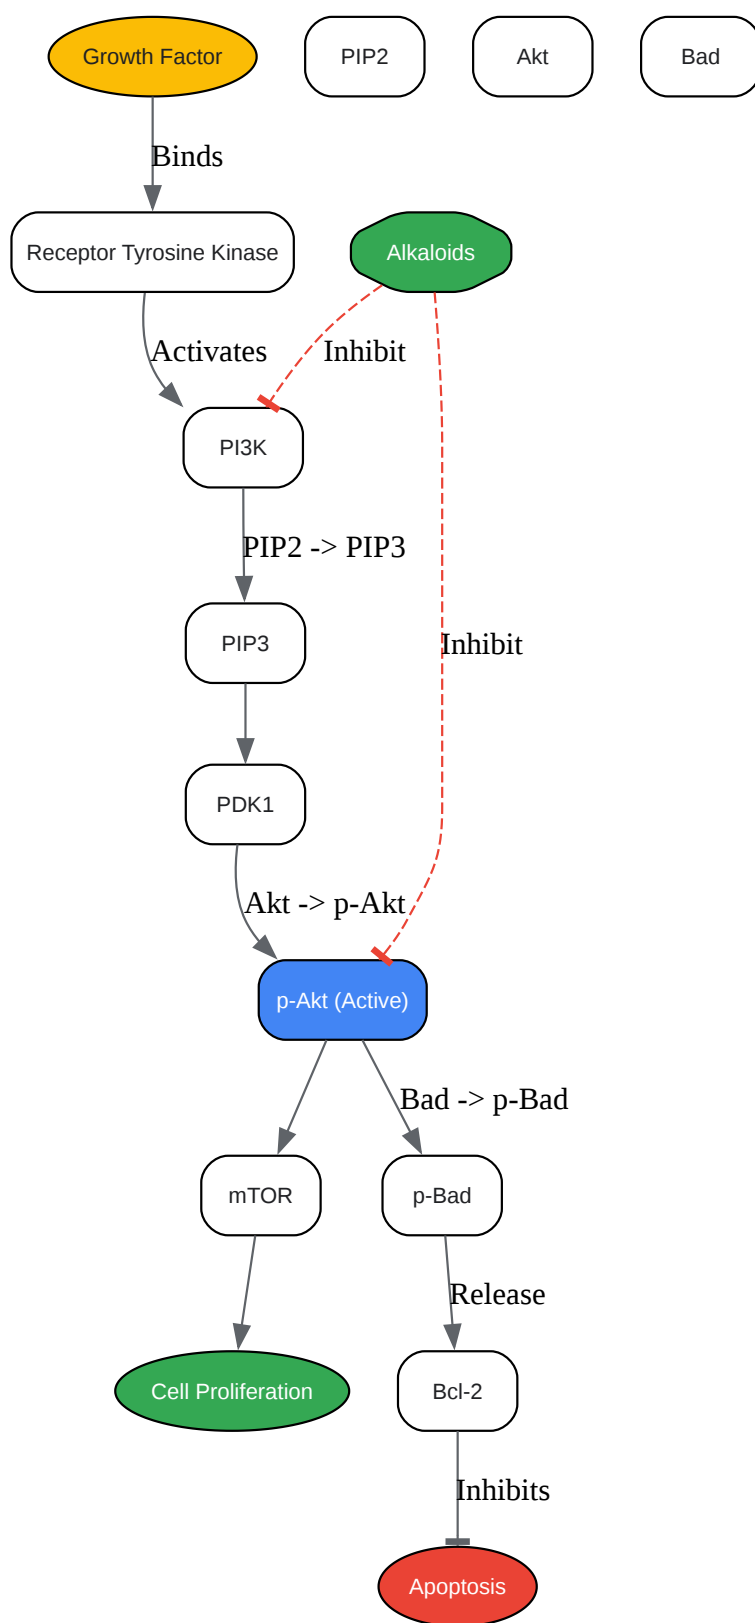 Growth Factor
PIP2
Akt
Bad
Binds
Receptor Tyrosine Kinase
Alkaloids
Activates
Inhibit
PI3K
PIP2 -> PIP3
PIP3
Inhibit
PDK1
Akt -> p-Akt
p-Akt (Active)
Bad -> p-Bad
mTOR
p-Bad
Release
Cell Proliferation
Bcl-2
Inhibits
Apoptosis